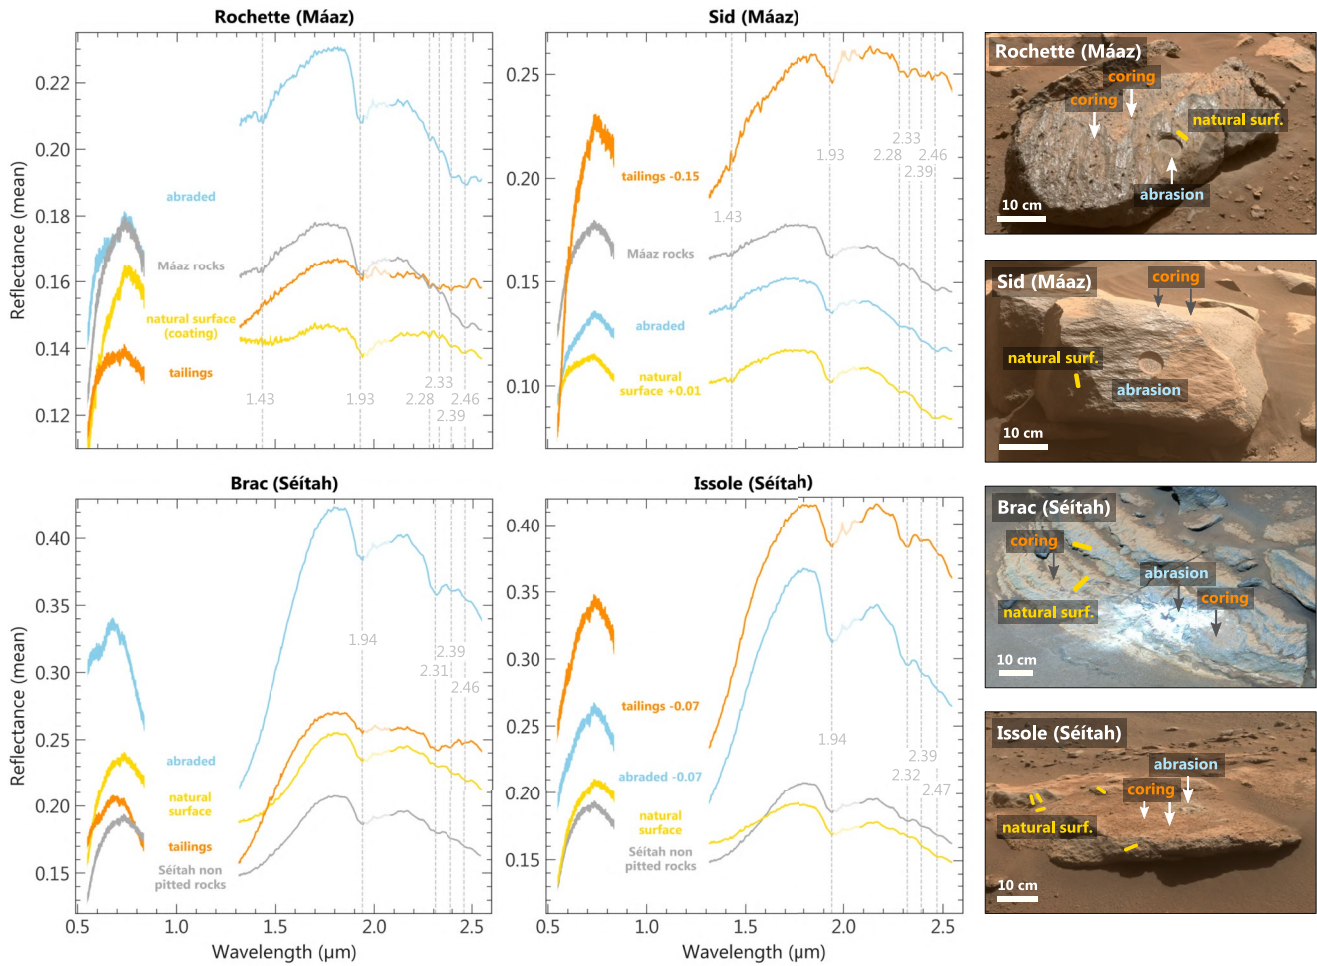 Rochette (Máaz)
Sid (Máaz)
Reflectance (mean)
0.22
0.20
0.18
0.16
0.14
0.12
abraded
Máaz rocks
natural surface
(coating)
tailings
1.43
1.93
2.28
2.33
2.39
2.46
0.25
0.20
0.15
0.10
tailings -0.15
Máaz rocks
abraded
natural
surface +0.01
1.43
1.93
2.28
2.33
2.39
2.46
Rochette (Máaz)
coring
coring
natural surf.
abrasion
10 cm
Sid (Máaz)
coring
natural surf.
abrasion
10 cm
Brac (Séítah)
Issole (Séítah)
Reflectance (mean)
0.40
0.35
0.30
0.25
0.20
0.15
abraded
natural
surface
tailings
Séítah non
pitted rocks
1.94
2.39
2.31
2.46
0.5
1.0
1.5
2.0
2.5
Wavelength (μm)
0.40
0.35
0.30
0.25
0.20
0.15
tailings -0.07
abraded -0.07
natural
surface
Séítah non
pitted rocks
1.94
2.39
2.32
2.47
0.5
1.0
1.5
2.0
2.5
Wavelength (μm)
Brac (Séítah)
coring
abrasion
coring
natural surf.
10 cm
Issole (Séítah)
abrasion
coring
natural surf.
10 cm